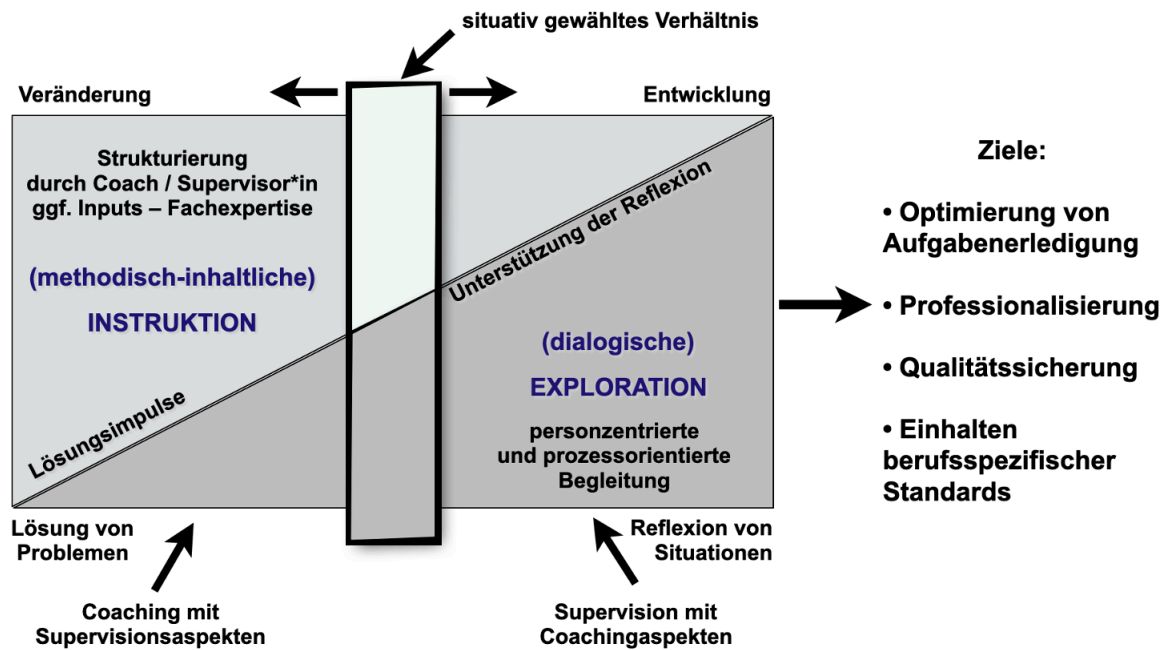 situativ gewähltes Verhältnis
Veränderung
Entwicklung
Strukturierung
durch Coach / Supervisor*in
ggf. Inputs – Fachexpertise
(methodisch-inhaltliche)
INSTRUKTION
Lösungsimpulse
Unterstützung der Reflexion
(dialogische)
EXPLORATION
personzentrierte
und prozessorientierte
Begleitung
Lösung von
Problemen
Reflexion von
Situationen
Coaching mit
Supervisionsaspekten
Supervision mit
Coachingaspekten
Ziele:
• Optimierung von
Aufgabenerledigung
• Professionalisierung
• Qualitätssicherung
• Einhalten
berufsspezifischer
Standards